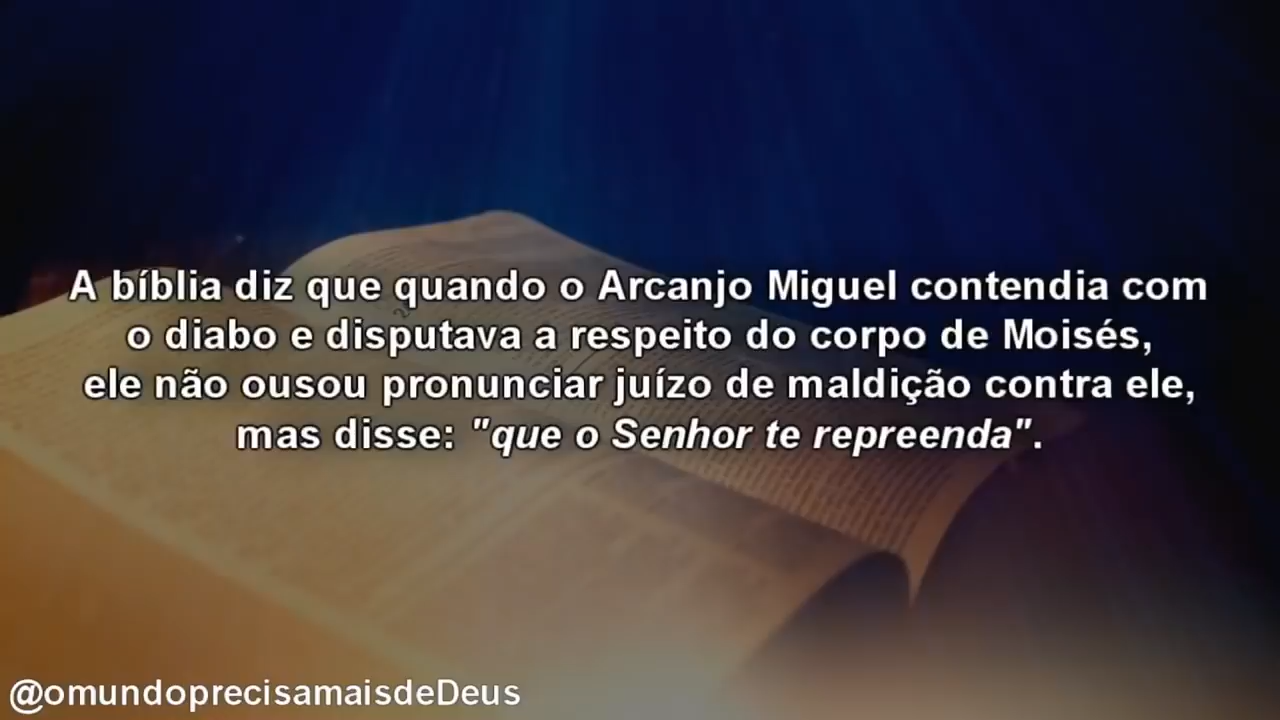 A bíblia diz que quando o Arcanjo Miguel contendia com
o diabo e disputava a respeito do corpo de Moisés,
ele não ousou pronunciar juízo de maldição contra ele,
mas disse: "que o Senhor te repreenda".
@omundoprecisamaisdeDeus